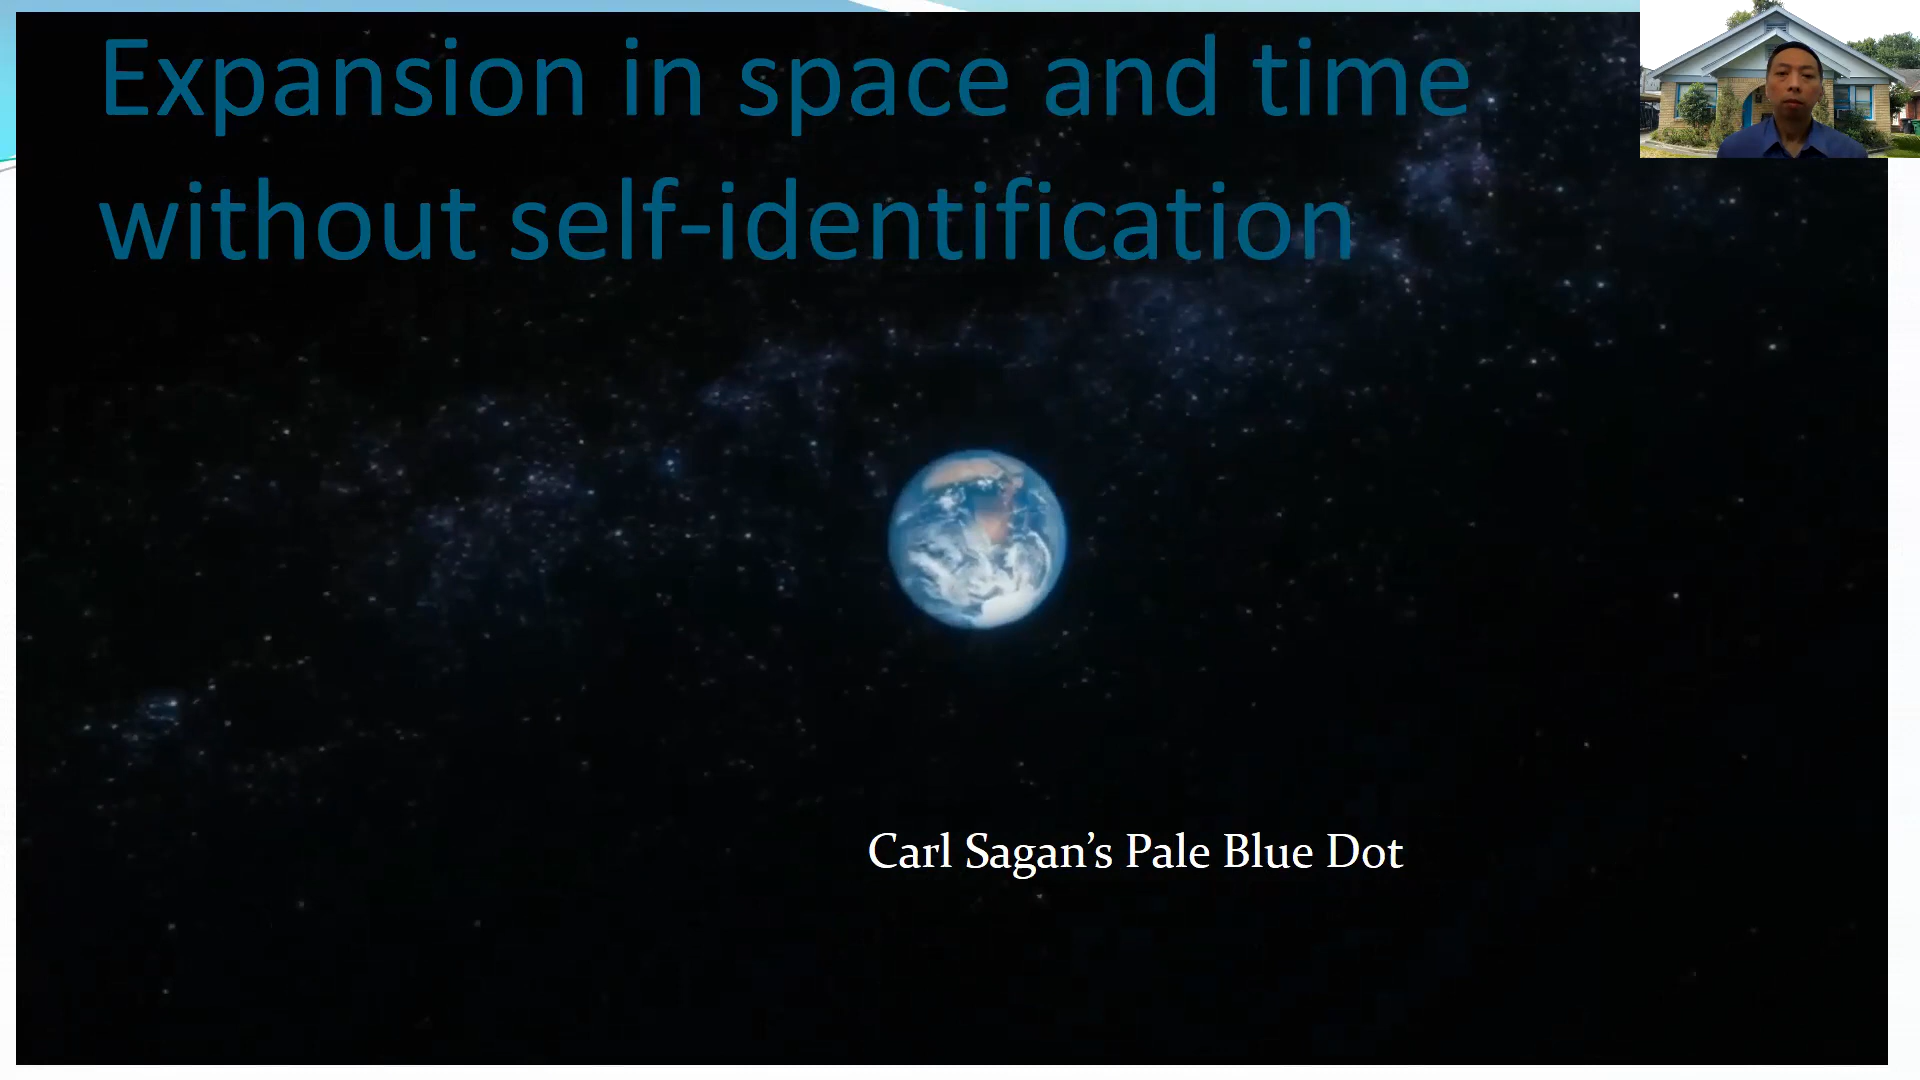 Expansion in space and time
without self-identification
Carl Sagan’s Pale Blue Dot